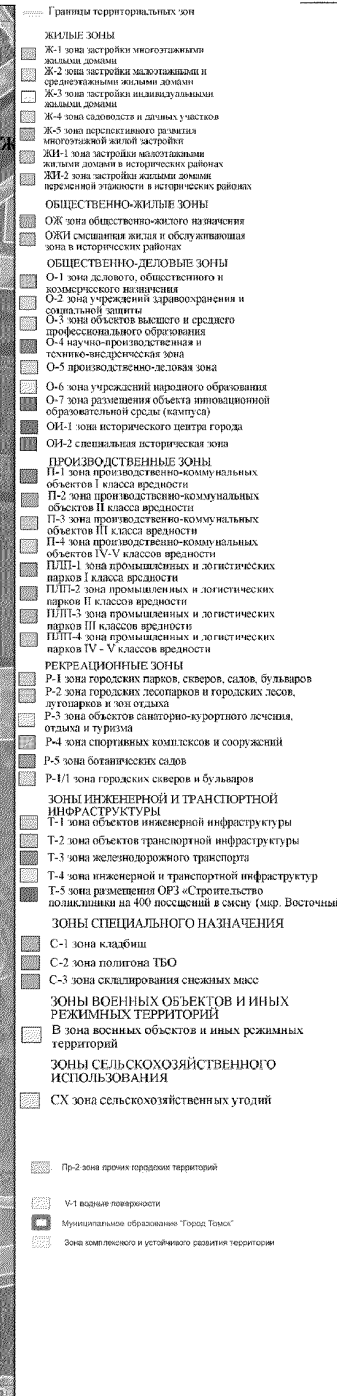 Границы территориальных зон
ЖИЛЫЕ ЗОНЫ
Ж-1 зона застройки многоэтажными
жилыми домами
Ж-2 зона застройки малоэтажными и
среднеэтажными жилыми домами
Ж-3 зона застройки индивидуальными
жилыми домами
Ж-4 зона садоводств и дачных участков
Ж-5 зона перспективного развития
многоэтажной жилой застройки
ЖИ-1 зона застройки малоэтажными
жилыми домами в исторических районах
ЖИ-2 зона застройки жилыми домами
переменной этажности в исторических районах
ОБЩЕСТВЕННО-ЖИЛЫЕ ЗОНЫ
ОЖ зона общественно-жилого назначения
ОЖИ смешанная жилая и обслуживающая
зона в исторических районах
ОБЩЕСТВЕННО-ДЕЛОВЫЕ ЗОНЫ
О-1 зона делового, общественного и
коммерческого назначения
О-2 зона учреждений здравоохранения и
социальной защиты
О-3 зона объектов высшего и среднего
профессионального образования
О-4 научно-производственная и
технико-внедренческая зона
О-5 производственно-деловая зона
О-6 зона учреждений народного образования
О-7 зона размещения объекта инновационной
образовательной среды (кампуса)
ОИ-1 зона исторического центра города
ОИ-2 специальная историческая зона
ПРОИЗВОДСТВЕННЫЕ ЗОНЫ
П-1 зона производственно-коммунальных
объектов I класса вредности
П-2 зона производственно-коммунальных
объектов II класса вредности
П-3 зона производственно-коммунальных
объектов III класса вредности
П-4 зона производственно-коммунальных
объектов IV-V классов вредности
ПЛП-1 зона промышленных и логистических
парков I класса вредности
ПЛП-2 зона промышленных и логистических
парков II классов вредности
ПЛП-3 зона промышленных и логистических
парков III классов вредности
ПЛП-4 зона промышленных и логистических
парков IV - V классов вредности
РЕКРЕАЦИОННЫЕ ЗОНЫ
Р-1 зона городских парков, скверов, садов, бульваров
Р-2 зона городских лесопарков и городских лесов,
лугопарков и зон отдыха
Р-3 зона объектов санаторно-курортного лечения,
отдыха и туризма
Р-4 зона спортивных комплексов и сооружений
Р-5 зона ботанических садов
Р-1/1 зона городских скверов и бульваров
ЗОНЫ ИНЖЕНЕРНОЙ И ТРАНСПОРТНОЙ
ИНФРАСТРУКТУРЫ
Т-1 зона объектов инженерной инфраструктуры
Т-2 зона объектов транспортной инфраструктуры
Т-3 зона железнодорожного транспорта
Т-4 зона инженерной и транспортной инфраструктур
Т-5 зона размещения ОРЗ «Строительство
поликлиники на 400 посещений в смену (мкр. Восточный
ЗОНЫ СПЕЦИАЛЬНОГО НАЗНАЧЕНИЯ
С-1 зона кладбищ
С-2 зона полигона ТБО
С-3 зона складирования снежных масс
ЗОНЫ ВОЕННЫХ ОБЪЕКТОВ И ИНЫХ
РЕЖИМНЫХ ТЕРРИТОРИЙ
В зона военных объектов и иных режимных
территорий
ЗОНЫ СЕЛЬСКОХОЗЯЙСТВЕННОГО
ИСПОЛЬЗОВАНИЯ
СХ зона сельскохозяйственных угодий
Пр-2 зона прочих городских территорий
V-1 водные поверхности
Муниципальное образование "Город Томск"
Зона комплексного и устойчивого развития территории